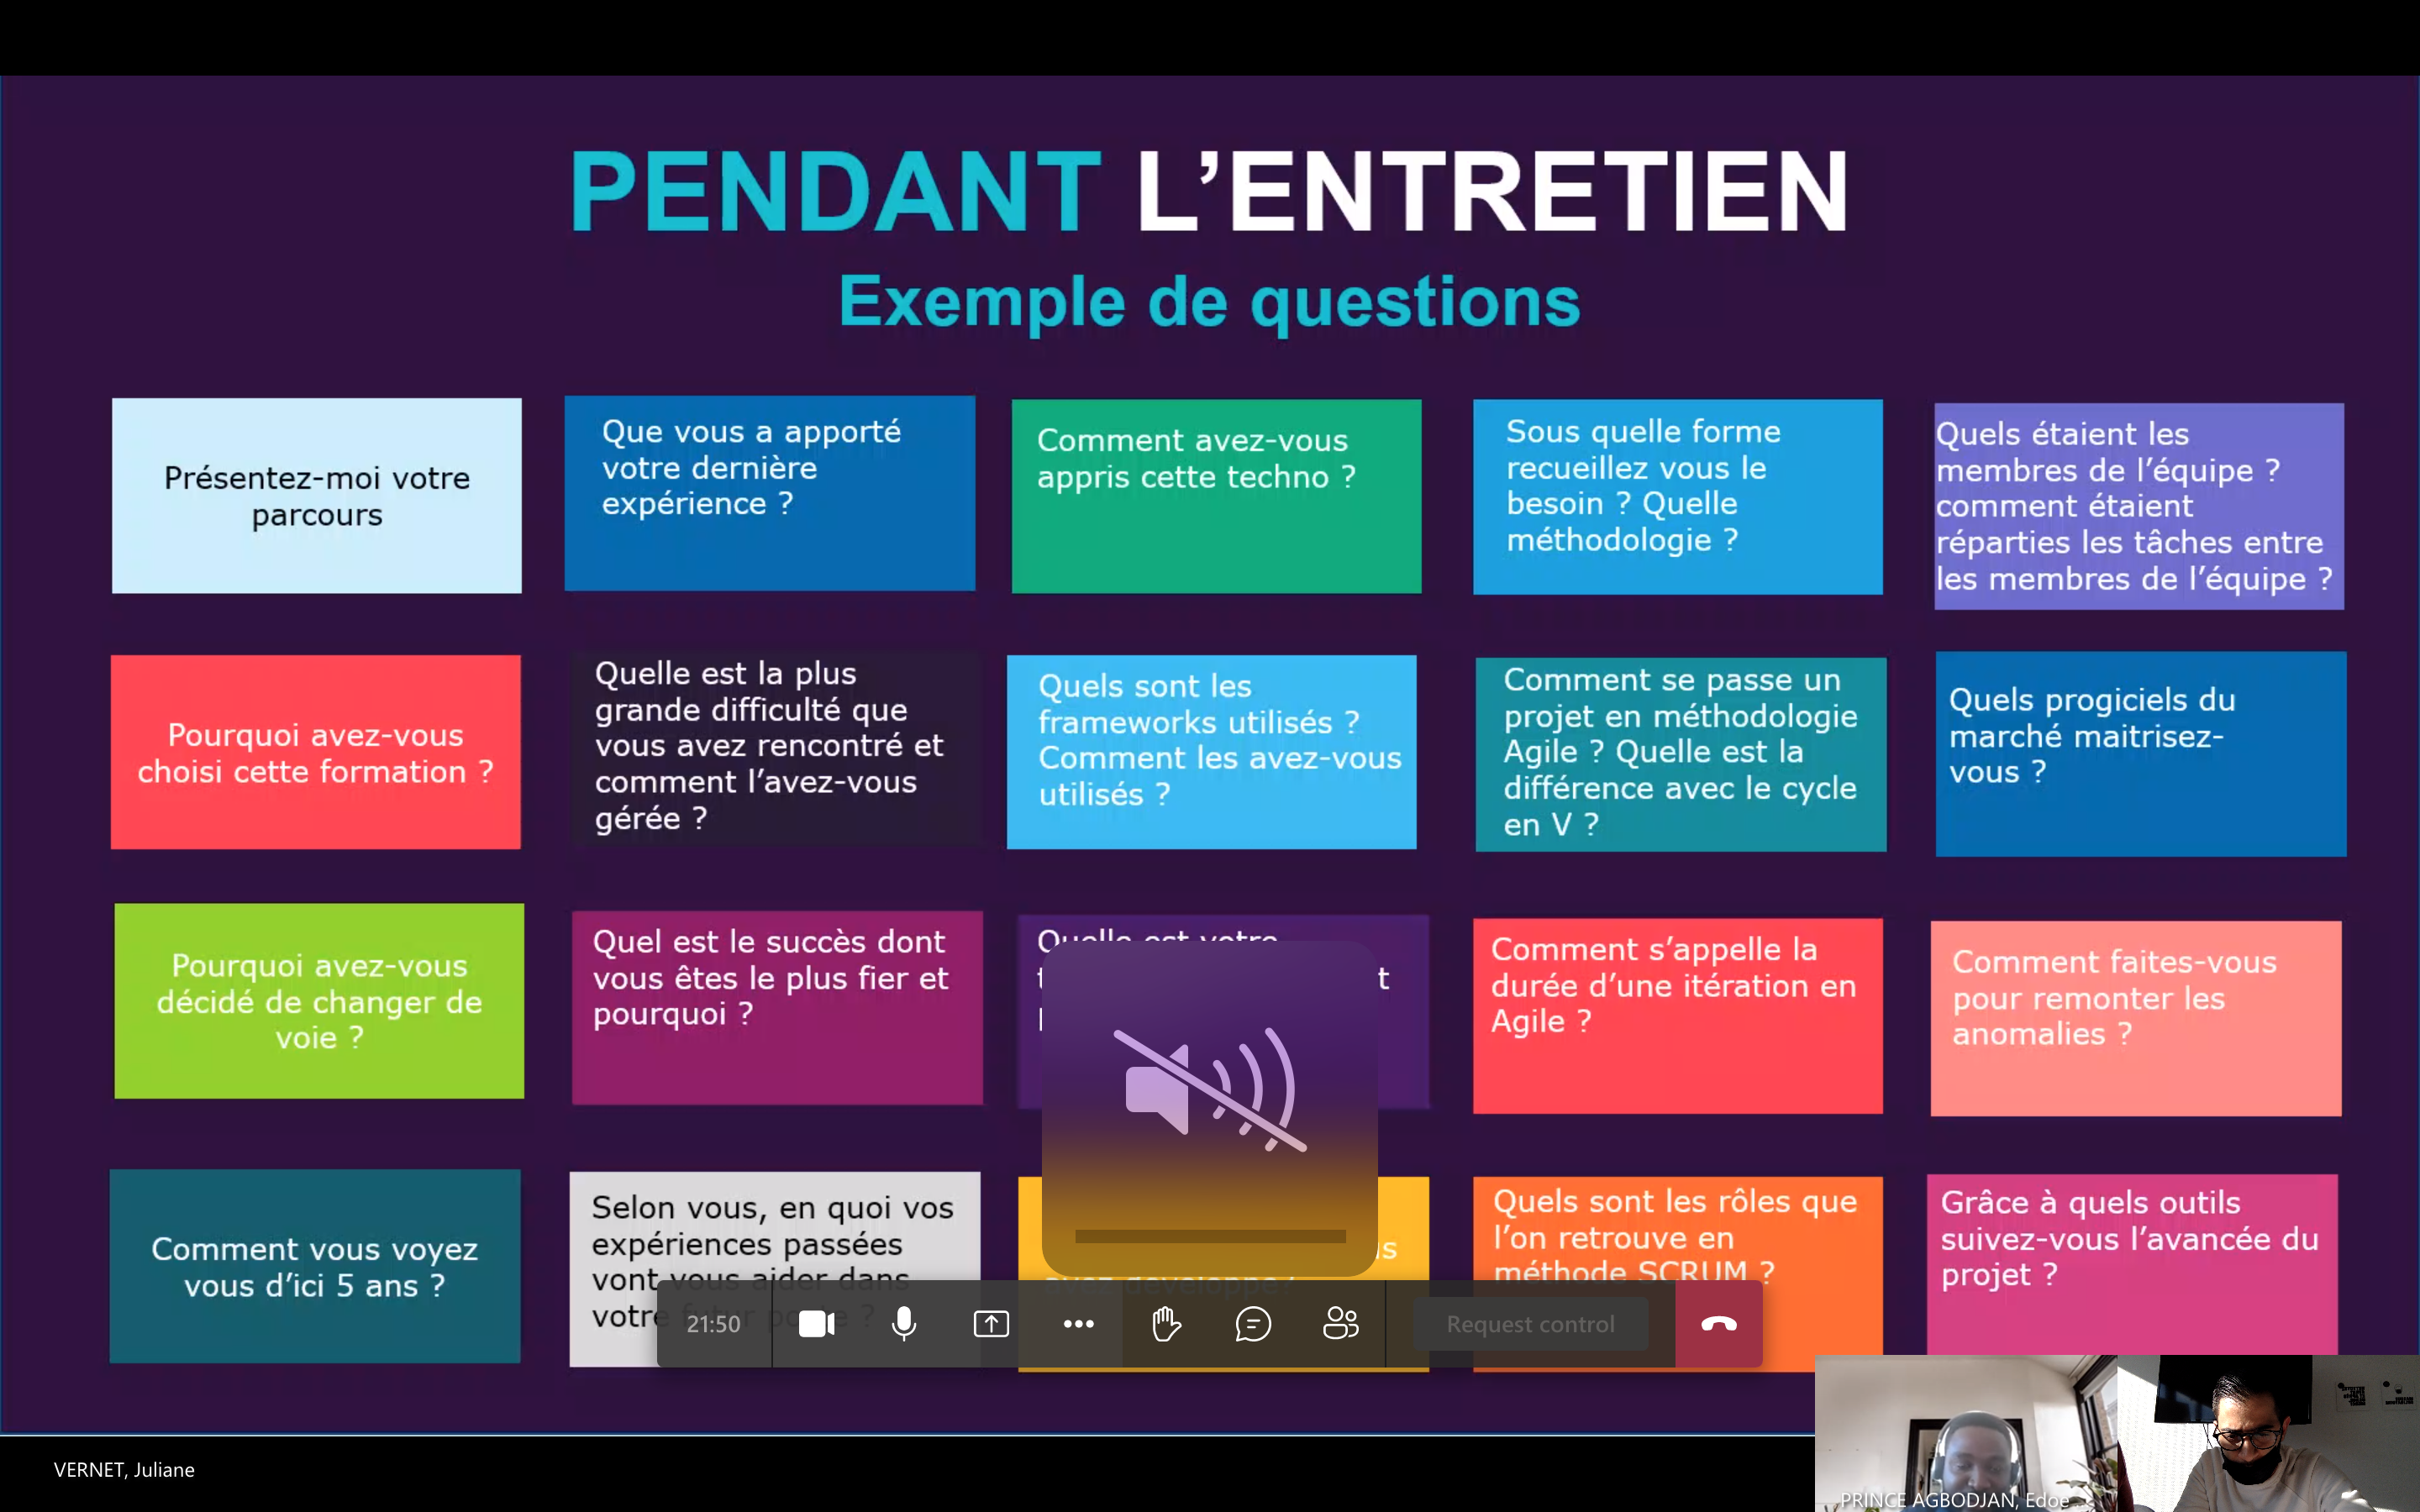 PENDANT L’ENTRETIEN
Exemple de questions
Présentez-moi votre
parcours
Que vous a apporté
votre dernière
expérience ?
Comment avez-vous
appris cette techno ?
Sous quelle forme
recueillez vous le
besoin ? Quelle
méthodologie ?
Quels étaient les
membres de l’équipe ?
comment étaient
réparties les tâches entre
les membres de l’équipe ?
Pourquoi avez-vous
choisi cette formation ?
Quelle est la plus
grande difficulté que
vous avez rencontré et
comment l’avez-vous
gérée ?
Quels sont les
frameworks utilisés ?
Comment les avez-vous
utilisés ?
Comment se passe un
projet en méthodologie
Agile ? Quelle est la
différence avec le cycle
en V ?
Quels progiciels du
marché maitrisez-
vous ?
Pourquoi avez-vous
décidé de changer de
voie ?
Quel est le succès dont
vous êtes le plus fier et
pourquoi ?
Quelle est votre
Comment s’appelle la
durée d’une itération en
Agile ?
Comment faites-vous
pour remonter les
anomalies ?
Comment vous voyez
vous d’ici 5 ans ?
Selon vous, en quoi vos
expériences passées
vont vous aider dans
votre futur poste ?
avez développé?
Quels sont les rôles que
l’on retrouve en
méthode SCRUM ?
Grâce à quels outils
suivez-vous l’avancée du
projet ?
21:50
Request control
VERNET, Juliane
PRINCE AGBODJAN, Edoe